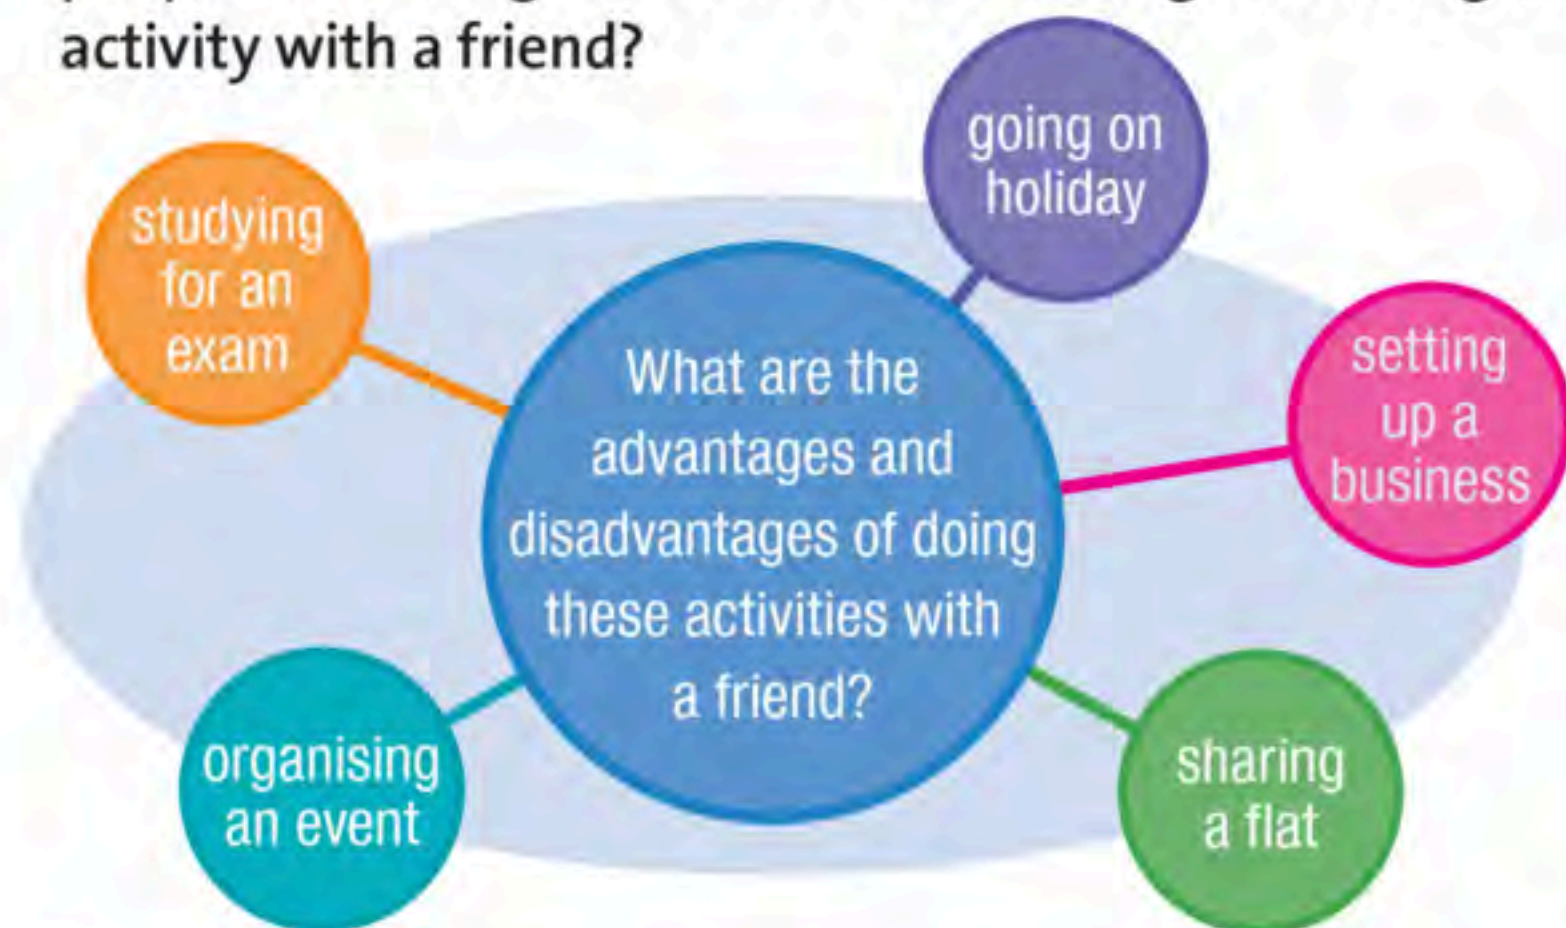 activity with a friend?
going on
holiday
studying
for an
exam
setting
up a
business
What are the
advantages and
disadvantages of doing
these activities with
a friend?
organising
an event
sharing
a flat